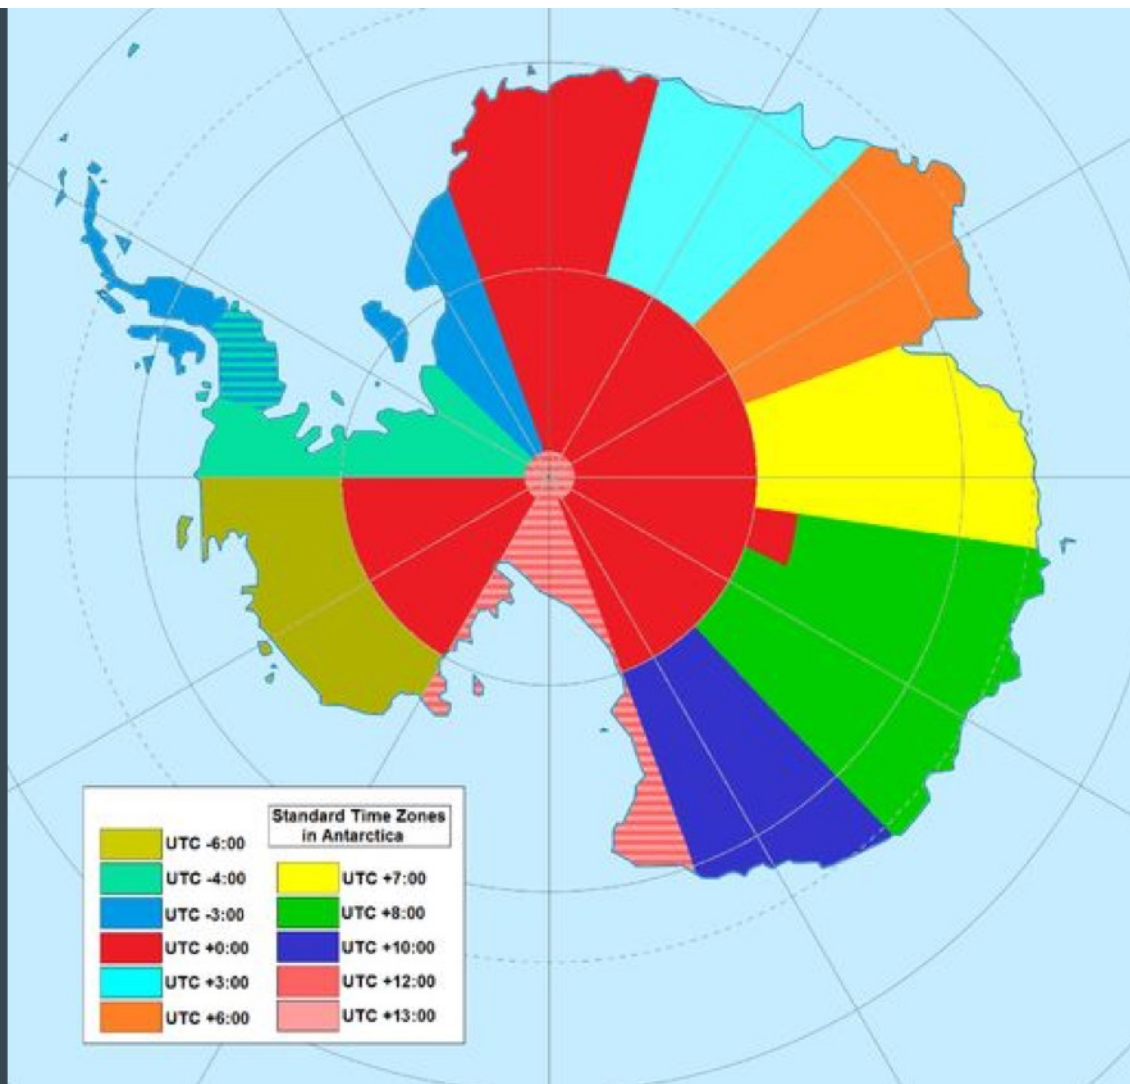 Standard Time Zones
in Antarctica
UTC -6:00
UTC -4:00
UTC -3:00
UTC +0:00
UTC +3:00
UTC +6:00
UTC +7:00
UTC +8:00
UTC +10:00
UTC +12:00
UTC +13:00